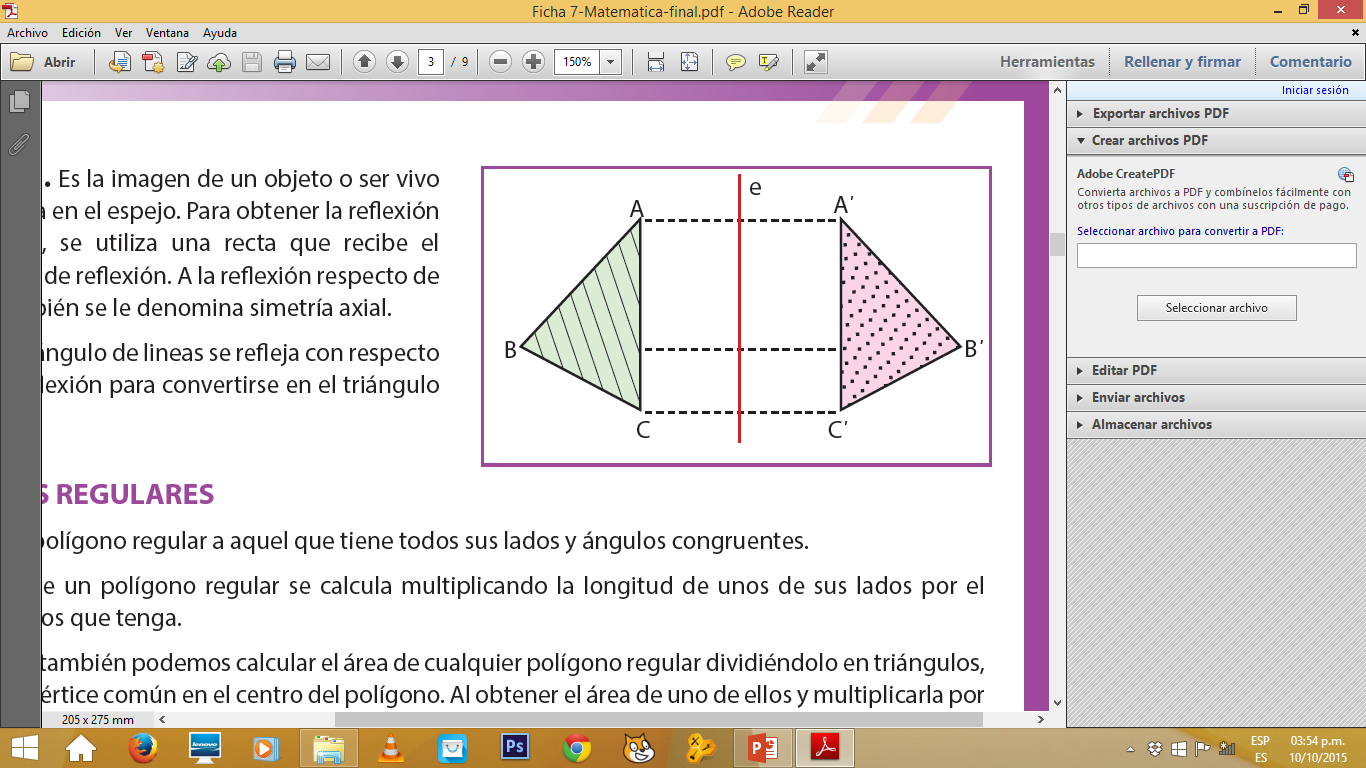 Ficha 7-Matematica-final.pdf - Adobe Reader
Archivo Edición Ver Ventana Ayuda
Abrir 3 / 9 150% Herramientas Rellenar y firmar Comentario
Iniciar sesión
Exportar archivos PDF
Crear archivos PDF
Adobe CreatePDF
Convierta archivos a PDF y combínelos fácilmente con
otros tipos de archivos con una suscripción de pago.
Seleccionar archivo para convertir a PDF:
Seleccionar archivo
Editar PDF
Enviar archivos
Almacenar archivos
. Es la imagen de un objeto o ser vivo
en el espejo. Para obtener la reflexión
, se utiliza una recta que recibe el
de reflexión. A la reflexión respecto de
bién se le denomina simetría axial.
ángulo de lineas se refleja con respecto
lexión para convertirse en el triángulo
e
A A'
B B'
C C'
S REGULARES
polígono regular a aquel que tiene todos sus lados y ángulos congruentes.
e un polígono regular se calcula multiplicando la longitud de unos de sus lados por el
os que tenga.
también podemos calcular el área de cualquier polígono regular dividiéndolo en triángulos,
értice común en el centro del polígono. Al obtener el área de uno de ellos y multiplicarla por
205 x 275 mm
lenovo Ps
ESP 03:54 p.m.
ES 10/10/2015